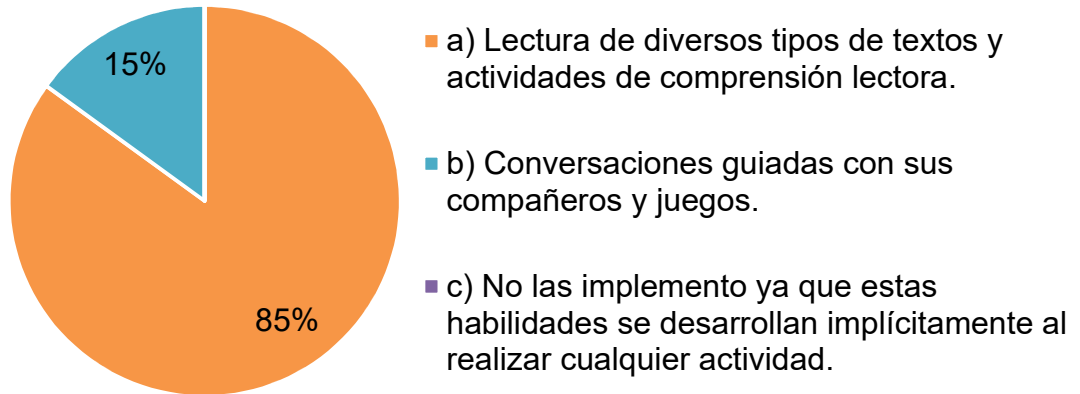 15%
85%
a) Lectura de diversos tipos de textos y
actividades de comprensión lectora.
b) Conversaciones guiadas con sus
compañeros y juegos.
c) No las implemento ya que estas
habilidades se desarrollan implícitamente al
realizar cualquier actividad.